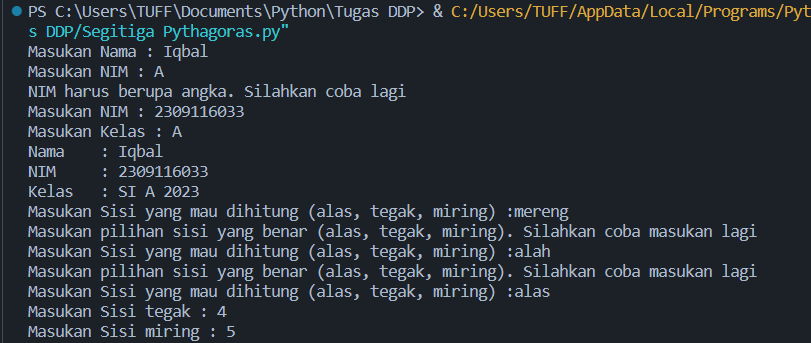 PS C:\Users\TUFF\Documents\Python\Tugas DDP> & C:/Users/TUFF/AppData/Local/Programs/Pyt
s DDP/Segitiga Pythagoras.py"
Masukan Nama : Iqbal
Masukan NIM : A
NIM harus berupa angka. Silahkan coba lagi
Masukan NIM : 2309116033
Masukan Kelas : A
Nama    : Iqbal
NIM     : 2309116033
Kelas   : SI A 2023
Masukan Sisi yang mau dihitung (alas, tegak, miring) :mereng
Masukan pilihan sisi yang benar (alas, tegak, miring). Silahkan coba masukan lagi
Masukan Sisi yang mau dihitung (alas, tegak, miring) :alah
Masukan pilihan sisi yang benar (alas, tegak, miring). Silahkan coba masukan lagi
Masukan Sisi yang mau dihitung (alas, tegak, miring) :alas
Masukan Sisi tegak : 4
Masukan Sisi miring : 5